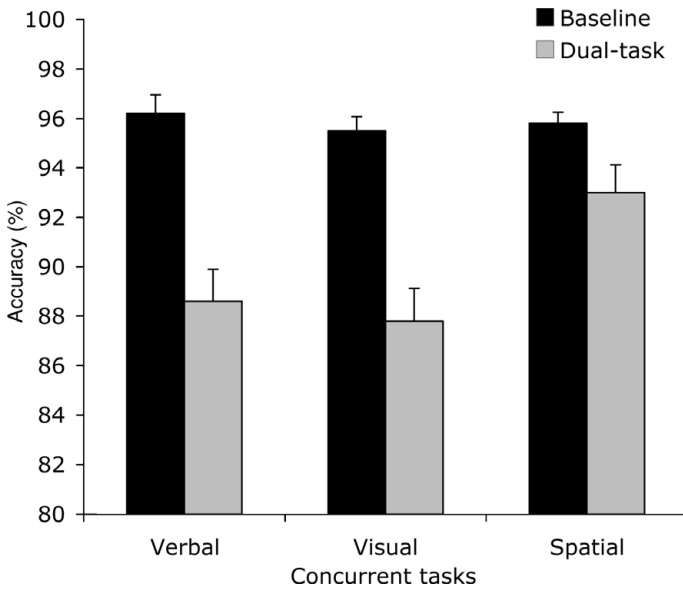 100
98
96
94
92
90
88
86
84
82
80
Accuracy (%)
Baseline
Dual-task
Verbal Visual Spatial
Concurrent tasks